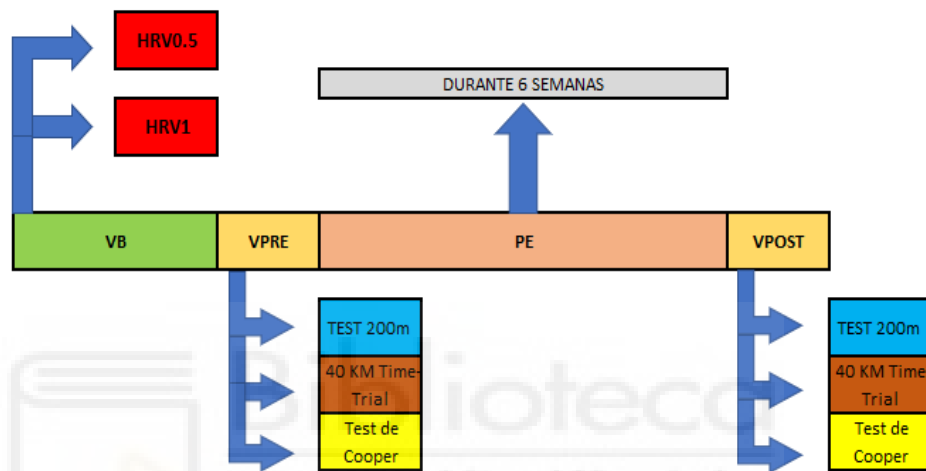 HRV0.5
DURANTE 6 SEMANAS
HRV1
VB
VPRE
PE
VPOST
TEST 200m
40 KM Time-
Trial
Test de
Cooper
TEST 200m
40 KM Time
Trial
Test de
Cooper
Biblioteca